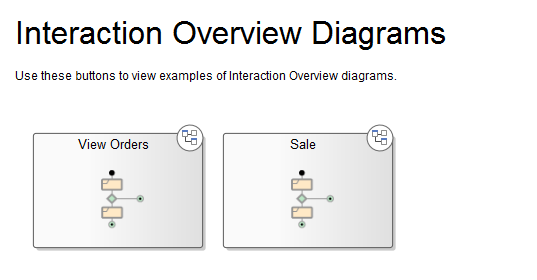 Interaction Overview Diagrams
Use these buttons to view examples of Interaction Overview diagrams.
View Orders
Sale